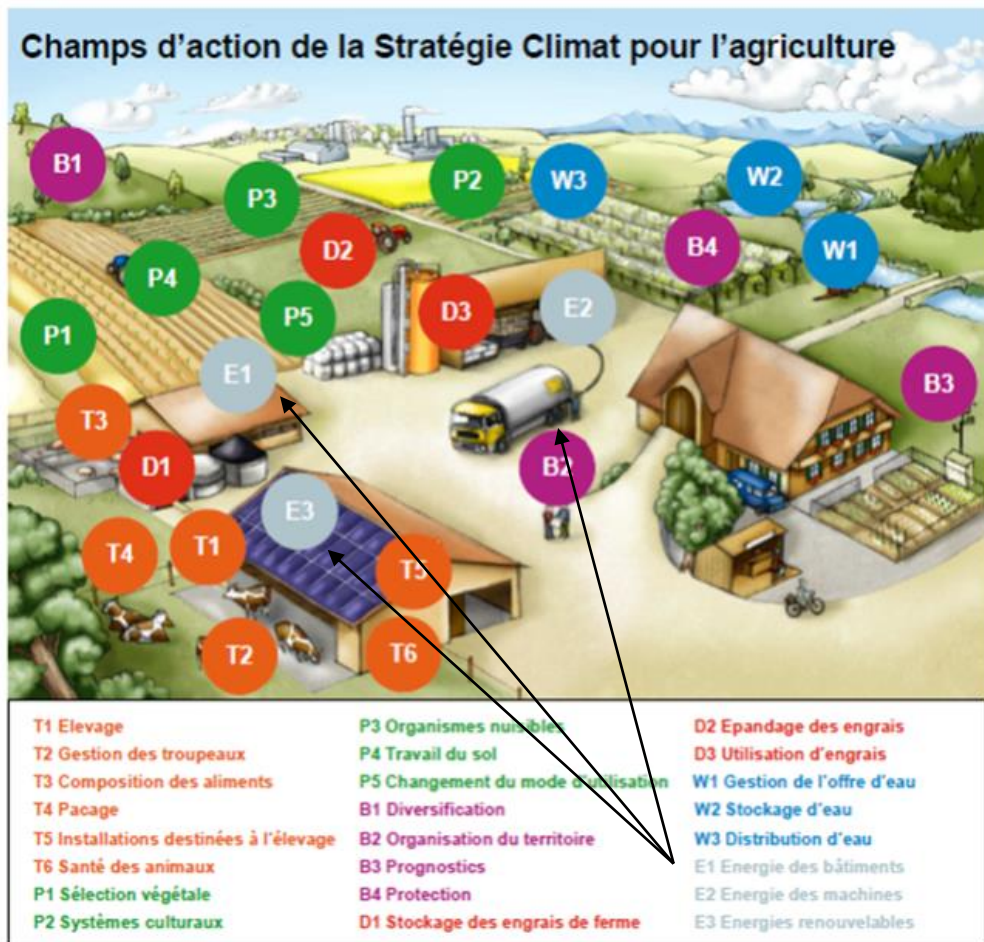 Champs d'action de la Stratégie Climat pour l'agriculture
B1
P3
P2
W3
W2
D2
B4
W1
P4
P5
D3
E2
P1
E1
B3
T3
D1
B2
E3
T4
T1
T5
T2
T6
T1 Elevage
T2 Gestion des troupeaux
T3 Composition des aliments
T4 Pacage
T5 Installations destinées à l'élevage
T6 Santé des animaux
P1 Sélection végétale
P2 Systèmes culturaux
P3 Organismes nuisibles
P4 Travail du sol
P5 Changement du mode d'utilisation
B1 Diversification
B2 Organisation du territoire
B3 Prognostics
B4 Protection
D1 Stockage des engrais de ferme
D2 Epandage des engrais
D3 Utilisation d'engrais
W1 Gestion de l'offre d'eau
W2 Stockage d'eau
W3 Distribution d'eau
E1 Energie des bâtiments
E2 Energie des machines
E3 Energies renouvelables